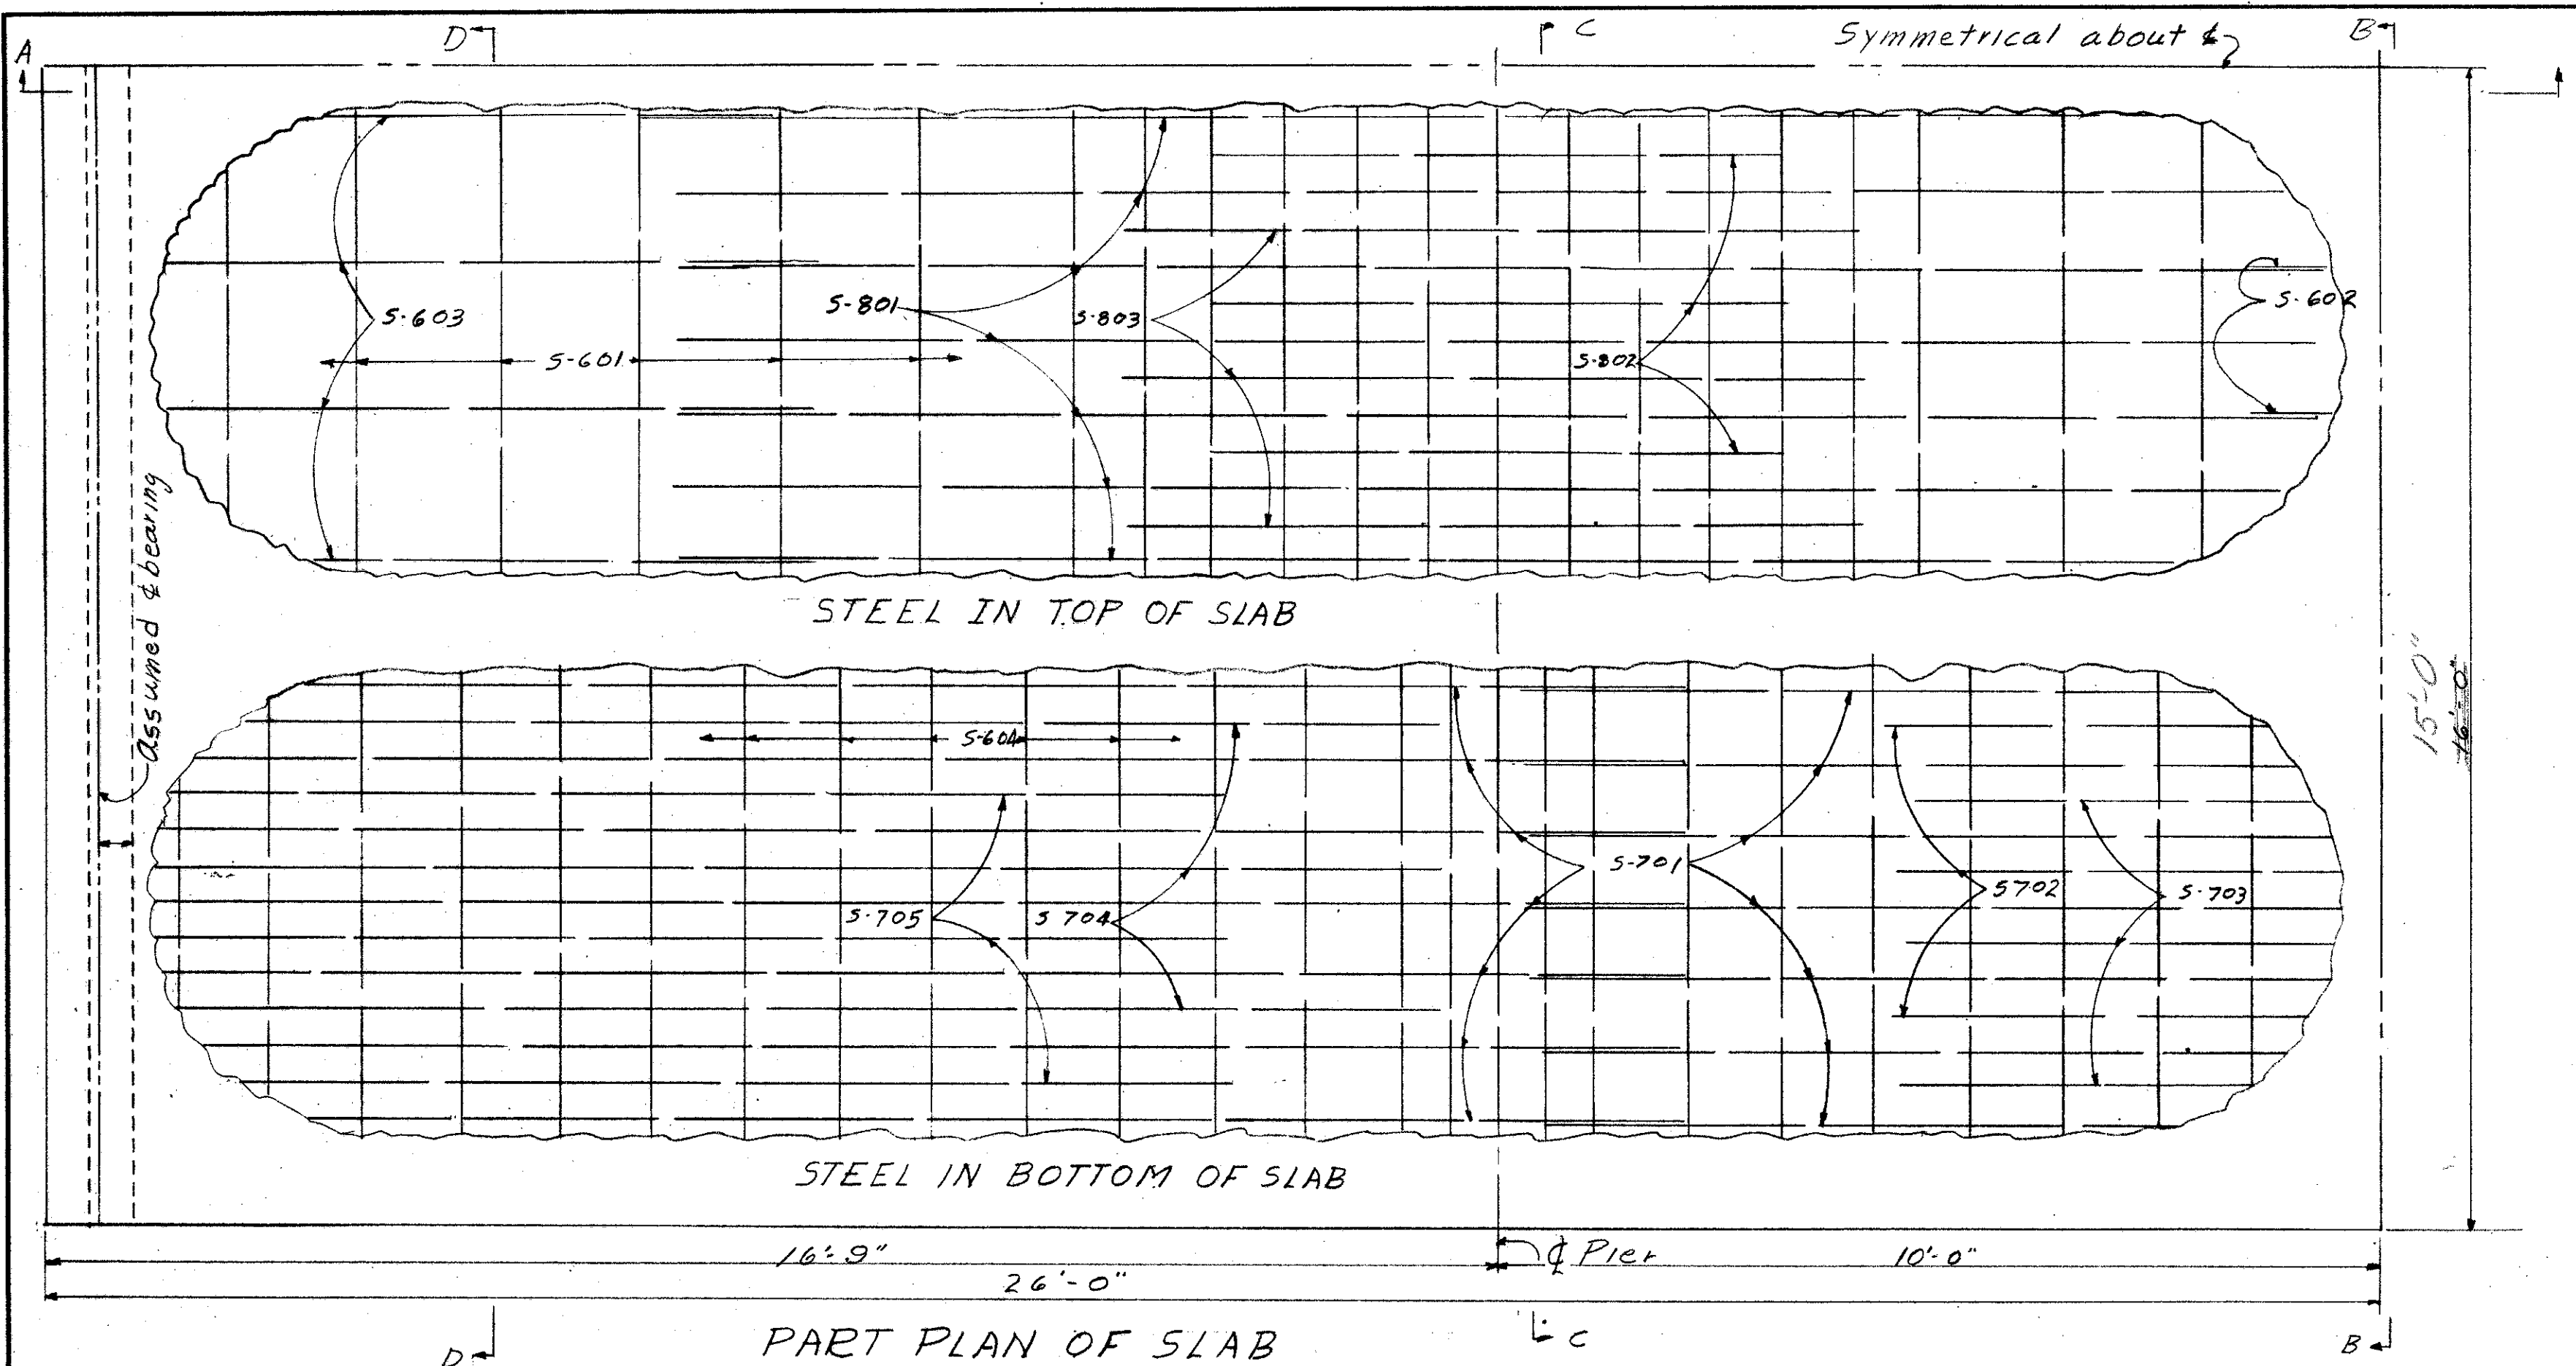 D
C
Symmetrical about ℄
B
A
S-603
S-801
S-803
S-602
S-601
S-802
Assumed ℄ bearing
STEEL IN TOP OF SLAB
15'-0"
16'-0"
S-604
S-701
S-705
S 704
S702
S-703
STEEL IN BOTTOM OF SLAB
16'-9"
℄ Pier
10'-0"
26'-0"
PART PLAN OF SLAB
D
C
B